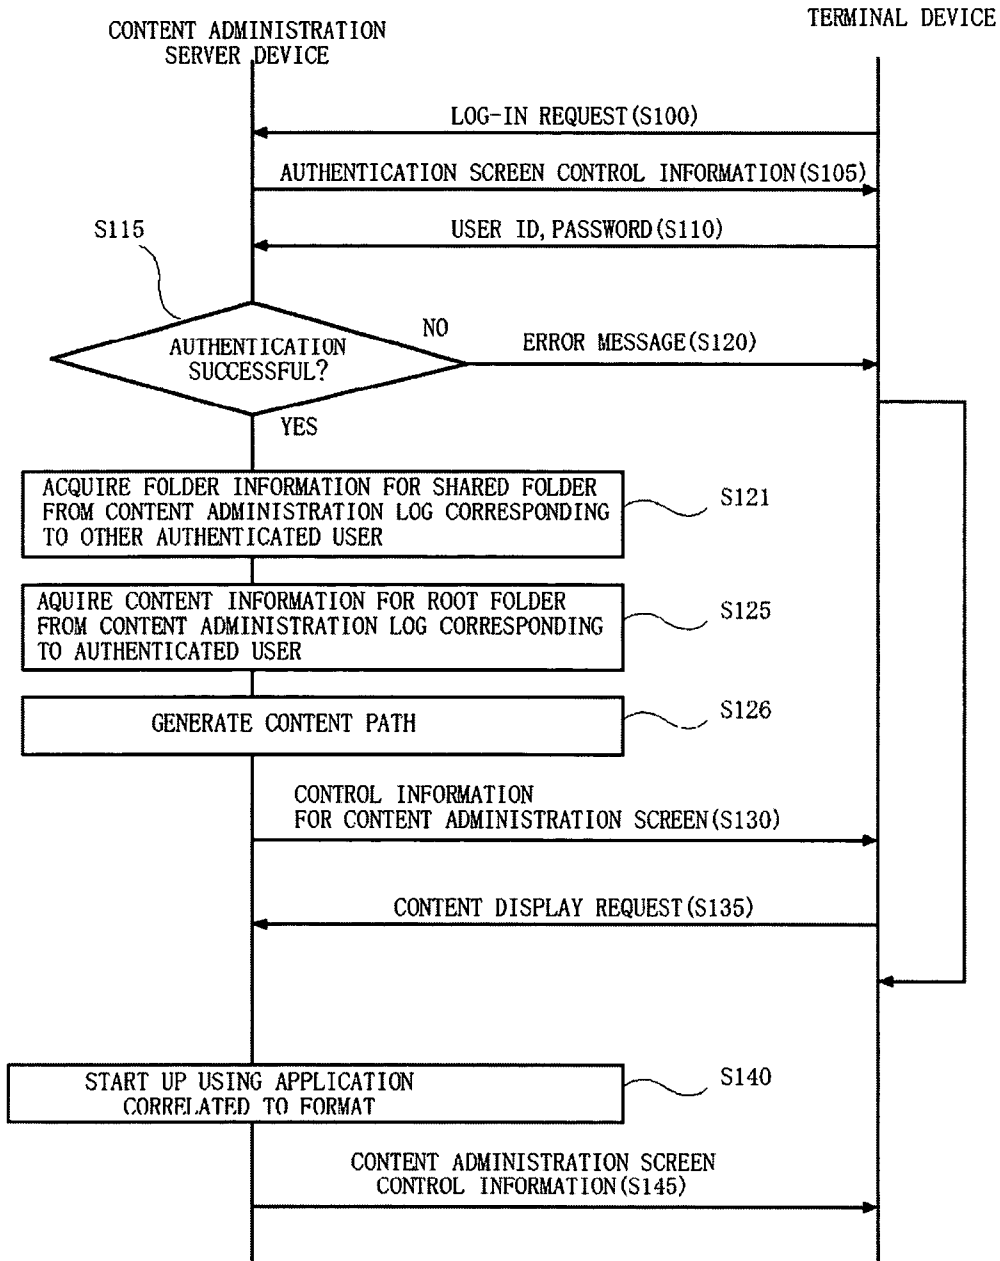 CONTENT ADMINISTRATION
SERVER DEVICE
TERMINAL DEVICE
LOG-IN REQUEST(S100)
AUTHENTICATION SCREEN CONTROL INFORMATION(S105)
USER ID,PASSWORD(S110)
S115
AUTHENTICATION
SUCCESSFUL?
NO
ERROR MESSAGE(S120)
YES
ACQUIRE FOLDER INFORMATION FOR SHARED FOLDER
FROM CONTENT ADMINISTRATION LOG CORRESPONDING
TO OTHER AUTHENTICATED USER
S121
AQUIRE CONTENT INFORMATION FOR ROOT FOLDER
FROM CONTENT ADMINISTRATION LOG CORRESPONDING
TO AUTHENTICATED USER
S125
GENERATE CONTENT PATH
S126
CONTROL INFORMATION
FOR CONTENT ADMINISTRATION SCREEN(S130)
CONTENT DISPLAY REQUEST(S135)
START UP USING APPLICATION
CORRELATED TO FORMAT
S140
CONTENT ADMINISTRATION SCREEN
CONTROL INFORMATION(S145)